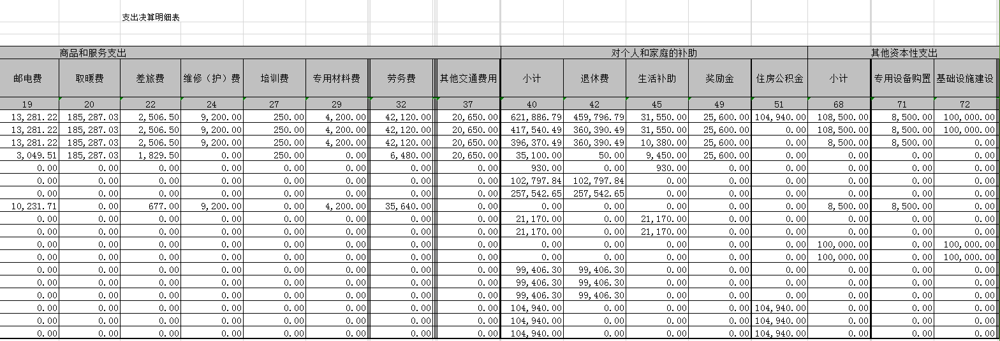 支出决算明细表
商品和服务支出 对个人和家庭的补助 其他资本性支出
邮电费 取暖费 差旅费 维修（护）费 培训费 专用材料费 劳务费 其他交通费用 小计 退休费 生活补助 奖励金 住房公积金 小计 专用设备购置 基础设施建设
19 20 22 24 27 29 32 37 40 42 45 49 51 68 71 72
13,281.22 185,287.03 2,506.50 9,200.00 250.00 4,200.00 42,120.00 20,650.00 621,886.79 459,796.79 31,550.00 25,600.00 104,940.00 108,500.00 8,500.00 100,000.00
13,281.22 185,287.03 2,506.50 9,200.00 250.00 4,200.00 42,120.00 20,650.00 417,540.49 360,390.49 31,550.00 25,600.00 0.00 108,500.00 8,500.00 100,000.00
13,281.22 185,287.03 2,506.50 9,200.00 250.00 4,200.00 42,120.00 20,650.00 396,370.49 360,390.49 10,380.00 25,600.00 0.00 8,500.00 8,500.00 0.00
3,049.51 185,287.03 1,829.50 0.00 250.00 0.00 6,480.00 20,650.00 35,100.00 50.00 9,450.00 25,600.00 0.00 0.00 0.00 0.00
0.00 0.00 0.00 0.00 0.00 0.00 0.00 0.00 930.00 0.00 930.00 0.00 0.00 0.00 0.00 0.00
0.00 0.00 0.00 0.00 0.00 0.00 0.00 0.00 102,797.84 102,797.84 0.00 0.00 0.00 0.00 0.00 0.00
0.00 0.00 0.00 0.00 0.00 0.00 0.00 0.00 257,542.65 257,542.65 0.00 0.00 0.00 0.00 0.00 0.00
10,231.71 0.00 677.00 9,200.00 0.00 4,200.00 35,640.00 0.00 0.00 0.00 0.00 0.00 0.00 8,500.00 8,500.00 0.00
0.00 0.00 0.00 0.00 0.00 0.00 0.00 0.00 21,170.00 0.00 21,170.00 0.00 0.00 0.00 0.00 0.00
0.00 0.00 0.00 0.00 0.00 0.00 0.00 0.00 21,170.00 0.00 21,170.00 0.00 0.00 0.00 0.00 0.00
0.00 0.00 0.00 0.00 0.00 0.00 0.00 0.00 0.00 0.00 0.00 0.00 0.00 100,000.00 0.00 100,000.00
0.00 0.00 0.00 0.00 0.00 0.00 0.00 0.00 0.00 0.00 0.00 0.00 0.00 100,000.00 0.00 100,000.00
0.00 0.00 0.00 0.00 0.00 0.00 0.00 0.00 99,406.30 99,406.30 0.00 0.00 0.00 0.00 0.00 0.00
0.00 0.00 0.00 0.00 0.00 0.00 0.00 0.00 99,406.30 99,406.30 0.00 0.00 0.00 0.00 0.00 0.00
0.00 0.00 0.00 0.00 0.00 0.00 0.00 0.00 99,406.30 99,406.30 0.00 0.00 0.00 0.00 0.00 0.00
0.00 0.00 0.00 0.00 0.00 0.00 0.00 0.00 104,940.00 0.00 0.00 0.00 104,940.00 0.00 0.00 0.00
0.00 0.00 0.00 0.00 0.00 0.00 0.00 0.00 104,940.00 0.00 0.00 0.00 104,940.00 0.00 0.00 0.00
0.00 0.00 0.00 0.00 0.00 0.00 0.00 0.00 104,940.00 0.00 0.00 0.00 104,940.00 0.00 0.00 0.00